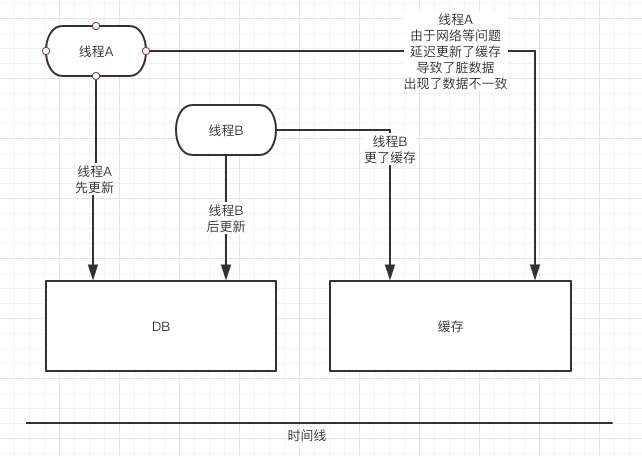 线程A
线程A
由于网络等问题
延迟更新了缓存
导致了脏数据
出现了数据不一致
线程B
线程B
更了缓存
线程A
先更新
线程B
后更新
DB
缓存
时间线